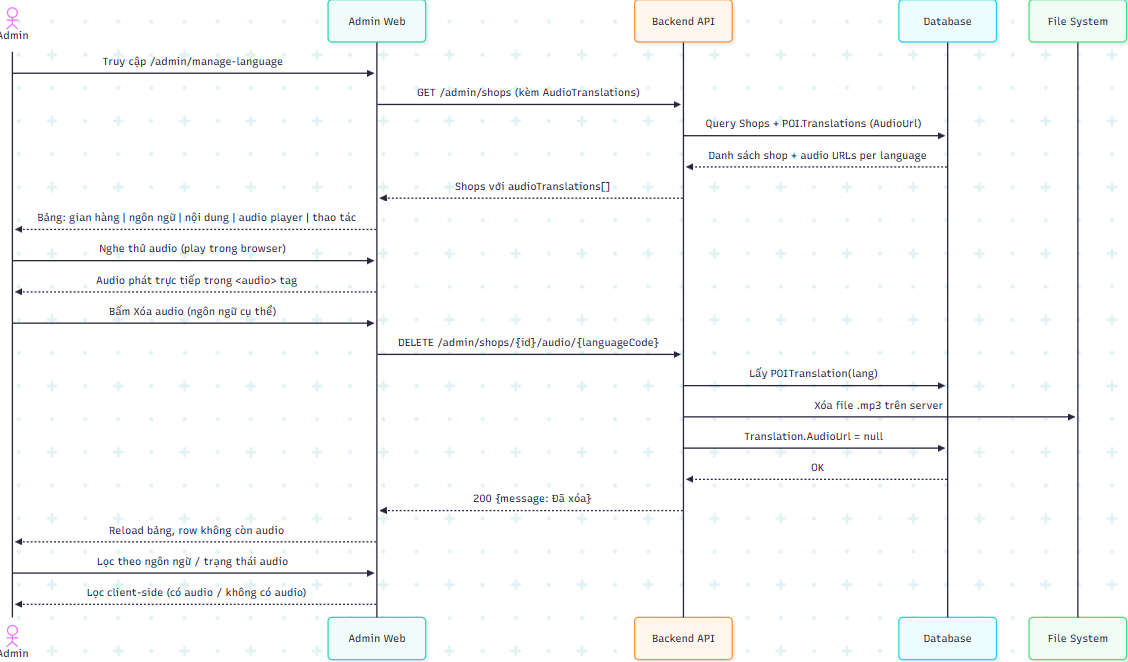 Admin
Admin Web
Backend API
Database
File System
Truy cập /admin/manage-language
GET /admin/shops (kèm AudioTranslations)
Query Shops + POI.Translations (AudioUrl)
Danh sách shop + audio URLs per language
Shops với audioTranslations[]
Bảng: gian hàng | ngôn ngữ | nội dung | audio player | thao tác
Nghe thử audio (play trong browser)
Audio phát trực tiếp trong <audio> tag
Bấm Xóa audio (ngôn ngữ cụ thể)
DELETE /admin/shops/{id}/audio/{languageCode}
Lấy POITranslation(lang)
Xóa file .mp3 trên server
Translation.AudioUrl = null
OK
200 {message: Đã xóa}
Reload bảng, row không còn audio
Lọc theo ngôn ngữ / trạng thái audio
Lọc client-side (có audio / không có audio)
Admin
Admin Web
Backend API
Database
File System